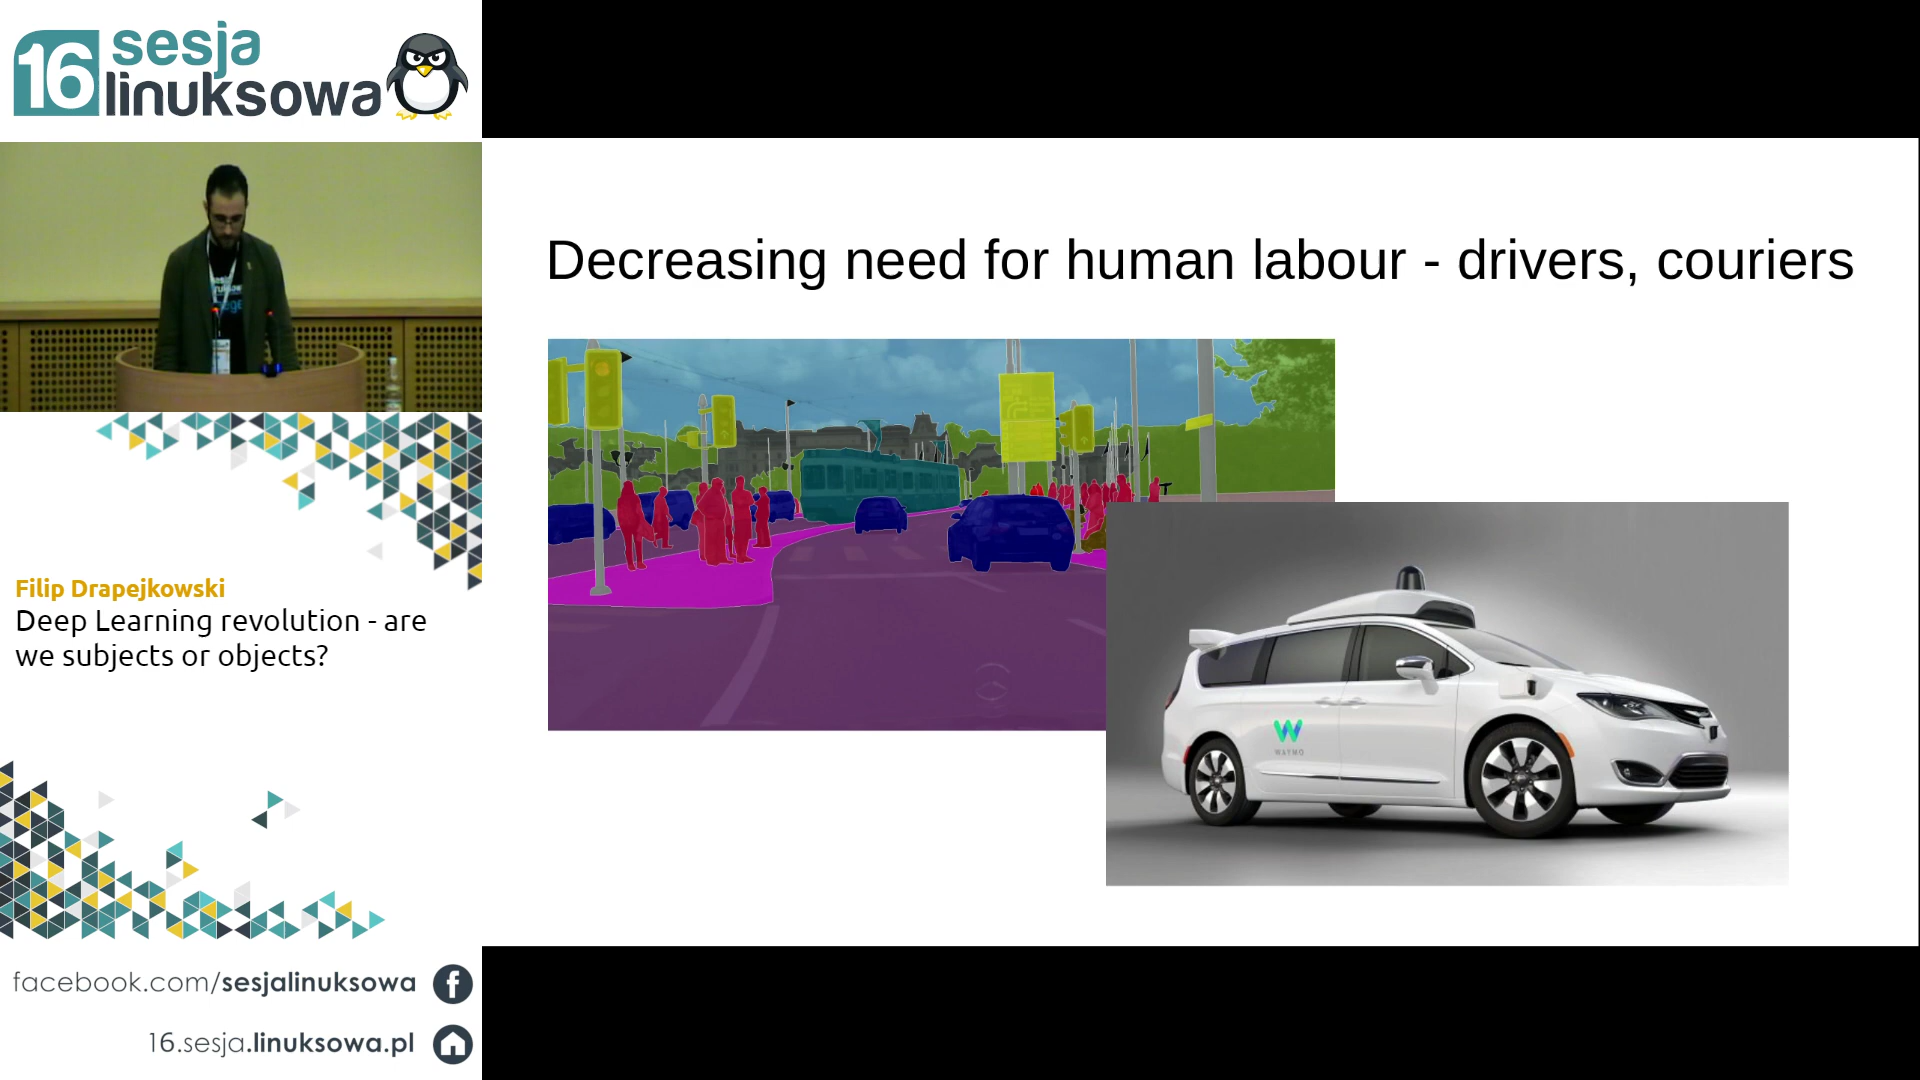 16 sesja
linuksowa
Filip Drapejkowski
Deep Learning revolution - are
we subjects or objects?
facebook.com/sesjalinuksowa
16.sesja.linuksowa.pl
Decreasing need for human labour - drivers, couriers
WAYMO